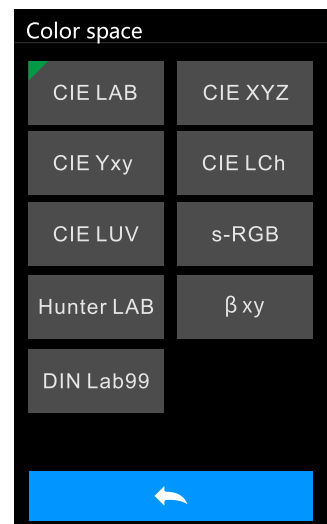 Color space
CIE LAB
CIE XYZ
CIE Yxy
CIE LCh
CIE LUV
s-RGB
Hunter LAB
β xy
DIN Lab99